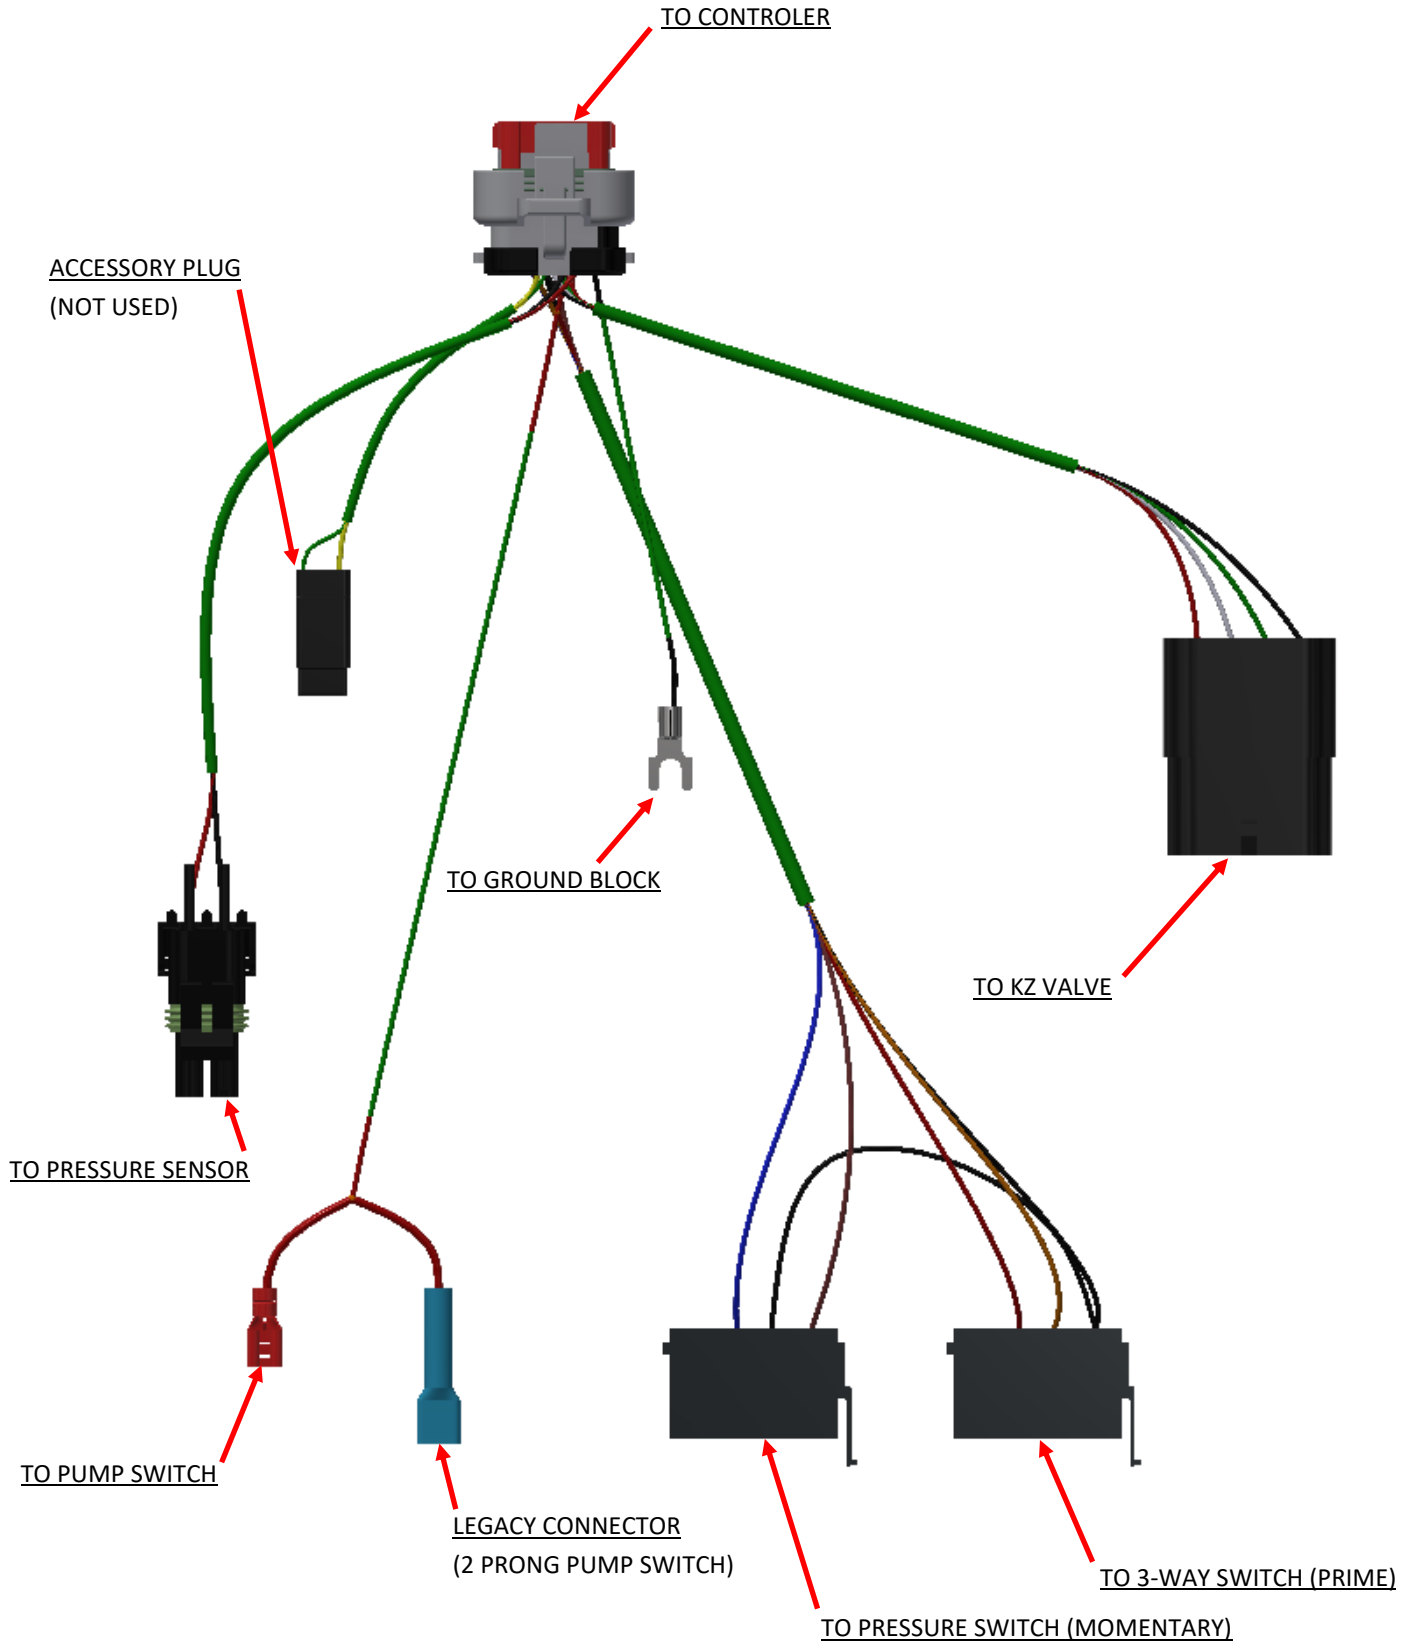 TO CONTROLER
ACCESSORY PLUG
(NOT USED)
TO GROUND BLOCK
TO KZ VALVE
TO PRESSURE SENSOR
TO PUMP SWITCH
LEGACY CONNECTOR
(2 PRONG PUMP SWITCH)
TO 3-WAY SWITCH (PRIME)
TO PRESSURE SWITCH (MOMENTARY)